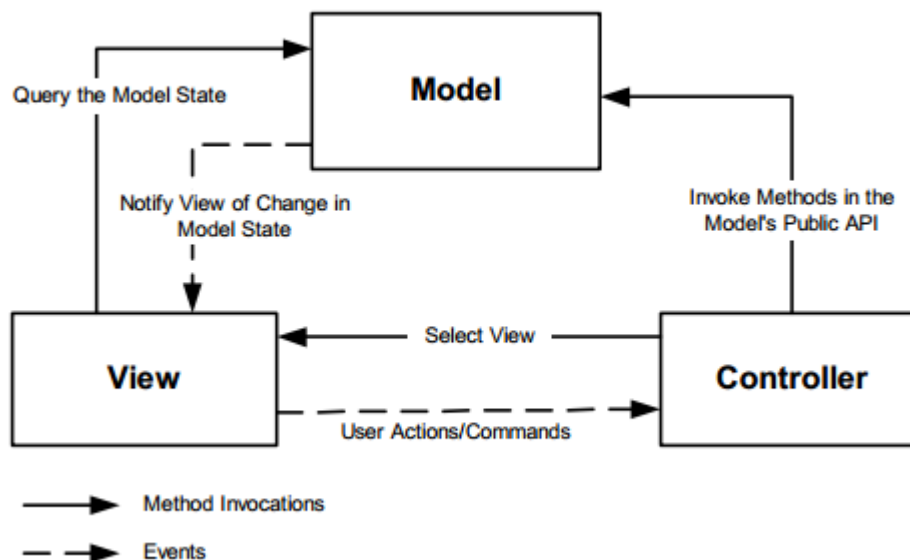 Model
Query the Model State
Notify View of Change in
Model State
Invoke Methods in the
Model's Public API
View
Select View
Controller
User Actions/Commands
Method Invocations
Events